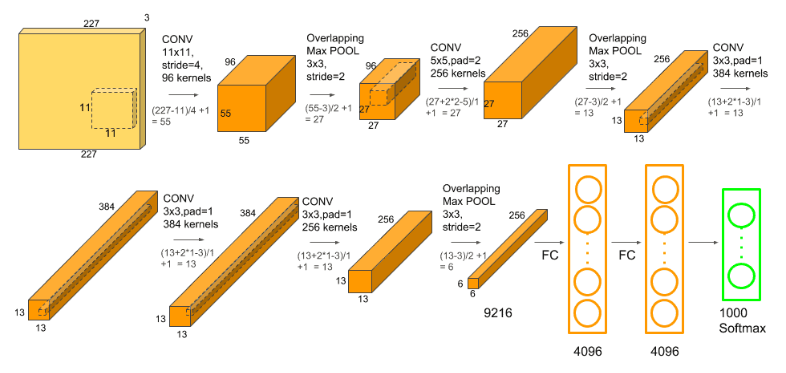 227
3
CONV
11x11,
stride=4,
96 kernels
(227-11)/4 +1
= 55
11
11
227
96
55
55
Overlapping
Max POOL
3x3,
stride=2
(55-3)/2 +1
= 27
96
27
27
CONV
5x5,pad=2
256 kernels
(27+2*2-5)/1
+1 = 27
256
27
27
Overlapping
Max POOL
3x3,
stride=2
(27-3)/2 +1
= 13
256
13
13
CONV
3x3,pad=1
384 kernels
(13+2*1-3)/1
+1 = 13
384
13
13
CONV
3x3,pad=1
384 kernels
(13+2*1-3)/1
+1 = 13
384
13
13
CONV
3x3,pad=1
256 kernels
(13+2*1-3)/1
+1 = 13
256
13
13
Overlapping
Max POOL
3x3,
stride=2
(13-3)/2 +1
= 6
256
6
6
9216
FC
4096
FC
4096
1000
Softmax